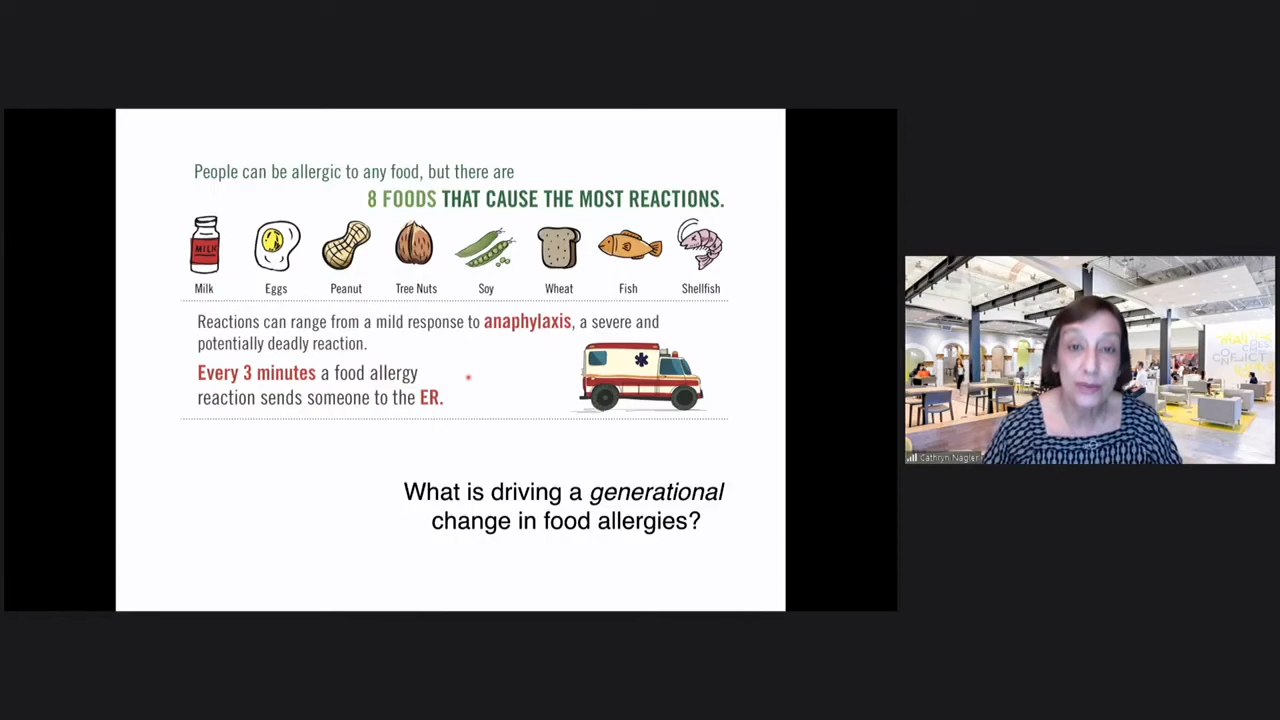 People can be allergic to any food, but there are
8 FOODS THAT CAUSE THE MOST REACTIONS.
MILK
Milk
Eggs
Peanut
Tree Nuts
Soy
Wheat
Fish
Shellfish
Reactions can range from a mild response to anaphylaxis, a severe and
potentially deadly reaction.
Every 3 minutes a food allergy
reaction sends someone to the ER.
What is driving a generational
change in food allergies?
Cathryn Nagler